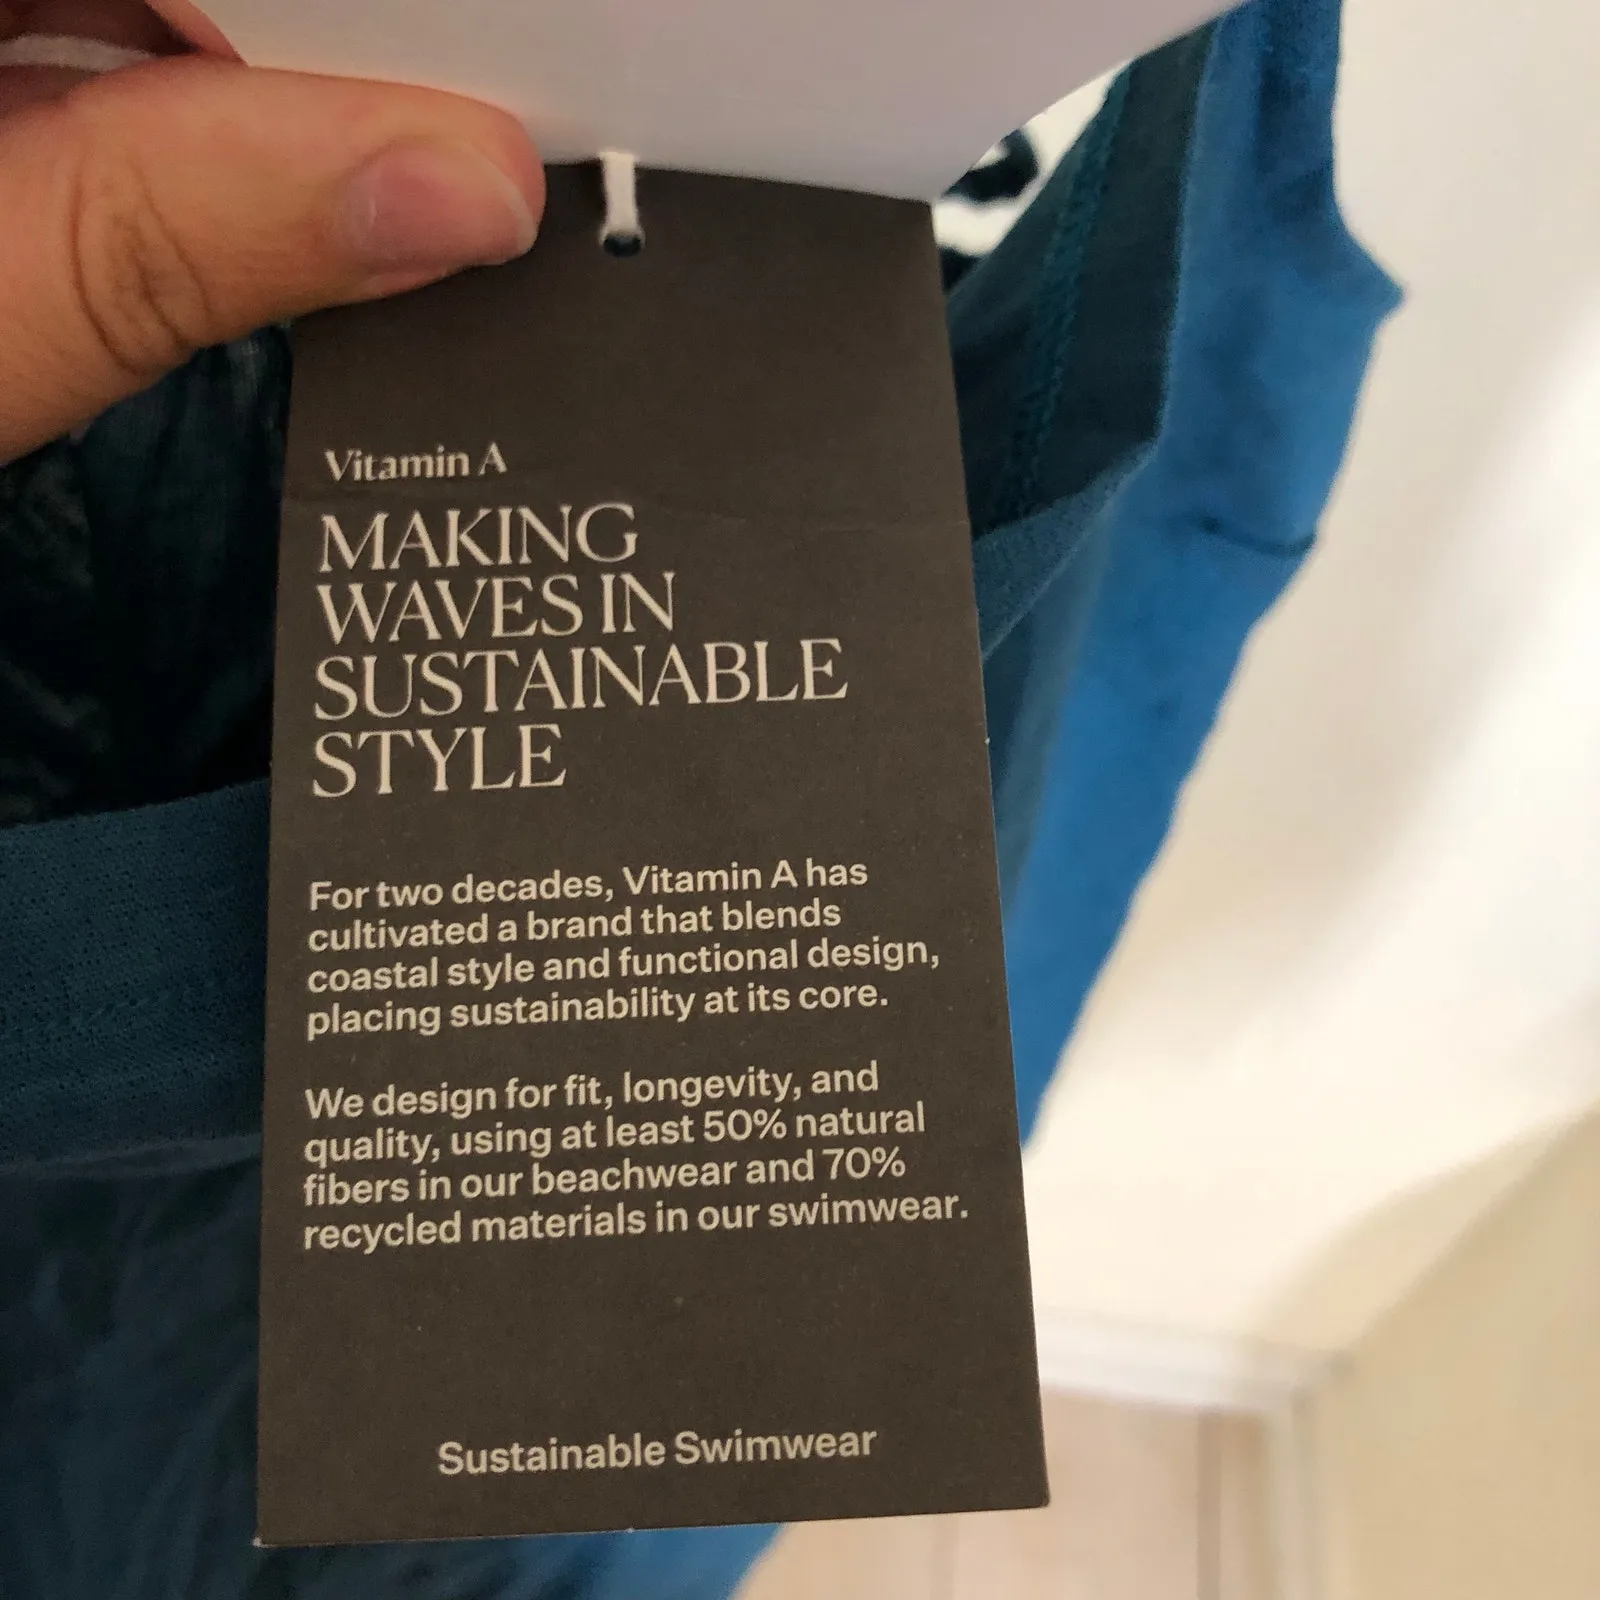 Vitamin A
MAKING
WAVES IN
SUSTAINABLE
STYLE
For two decades, Vitamin A has
cultivated a brand that blends
coastal style and functional design,
placing sustainability at its core.
We design for fit, longevity, and
quality, using at least 50% natural
fibers in our beachwear and 70%
recycled materials in our swimwear.
Sustainable Swimwear